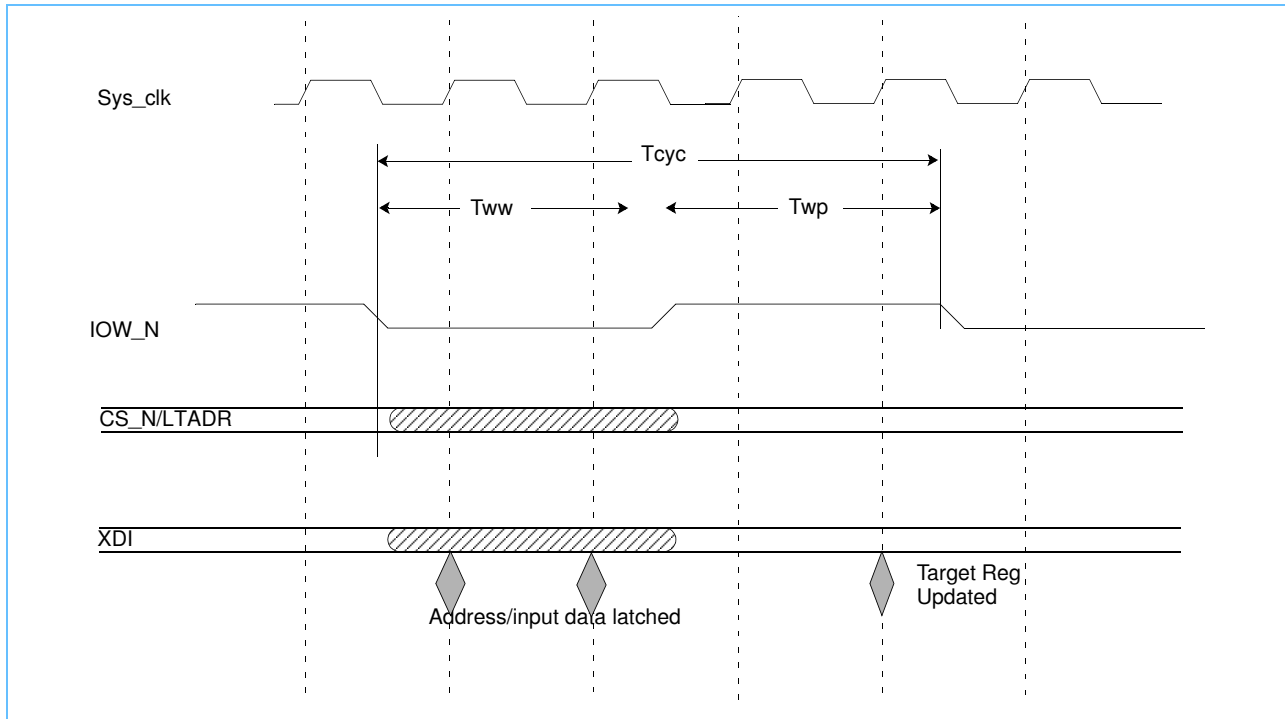 Sys_clk
Tcyc
Tww
Twp
IOW_N
CS_N/LTADR
XDI
Address/input data latched
Target Reg
Updated